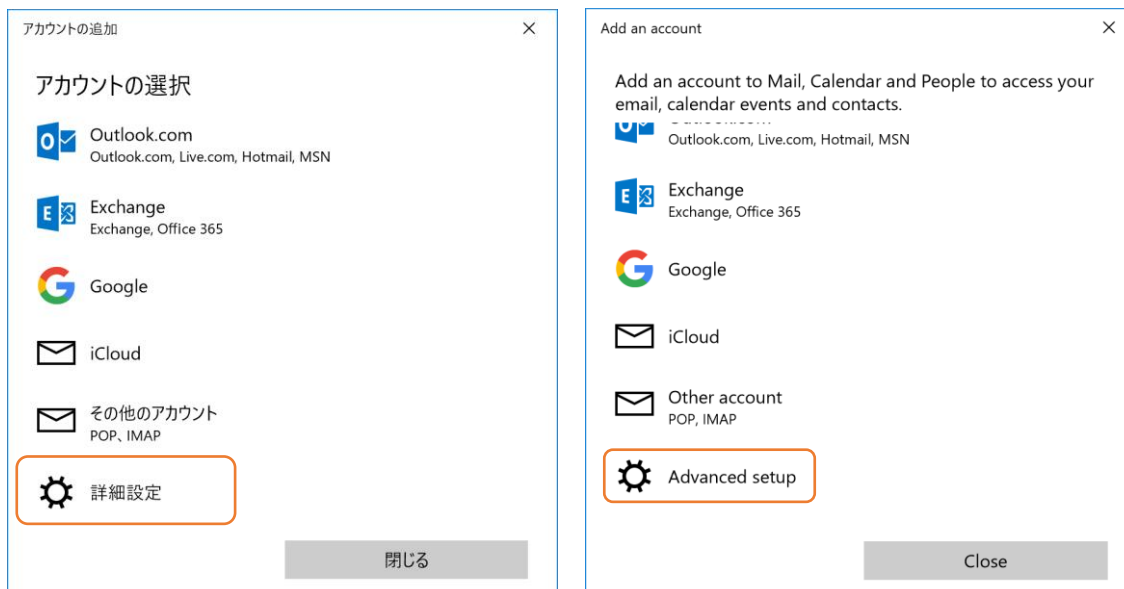 アカウントの追加
アカウントの選択
Outlook.com
Outlook.com, Live.com, Hotmail, MSN
Exchange
Exchange, Office 365
Google
iCloud
その他のアカウント
POP、IMAP
詳細設定
閉じる
Add an account
Add an account to Mail, Calendar and People to access your
email, calendar events and contacts.
Outlook.com, Live.com, Hotmail, MSN
Exchange
Exchange, Office 365
Google
iCloud
Other account
POP, IMAP
Advanced setup
Close